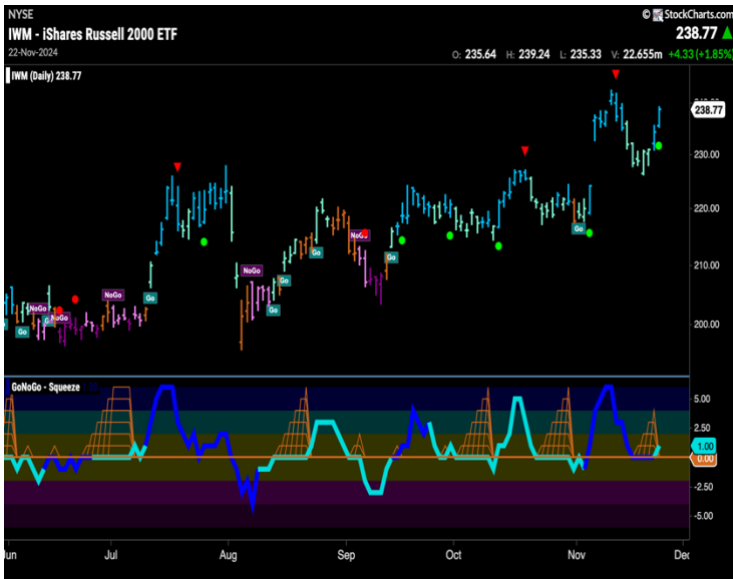 NYSE
© StockCharts.com
IWM - iShares Russell 2000 ETF
238.77
22-Nov-2024
O: 235.64 H: 239.24 L: 235.33 V: 22.655m +4.33 (+1.85%)
IWM (Daily) 238.77
238.77
230.00
220.00
210.00
200.00
NoGo
Go
NoGo
Go
NoGo
NoGo
Go
NoGo
Go
Go
Go
NoGo
Go
Go
GoNoGo - Squeeze
5.00
2.50
1.00
0.00
-2.50
-5.00
Jun
Jul
Aug
Sep
Oct
Nov
Dec